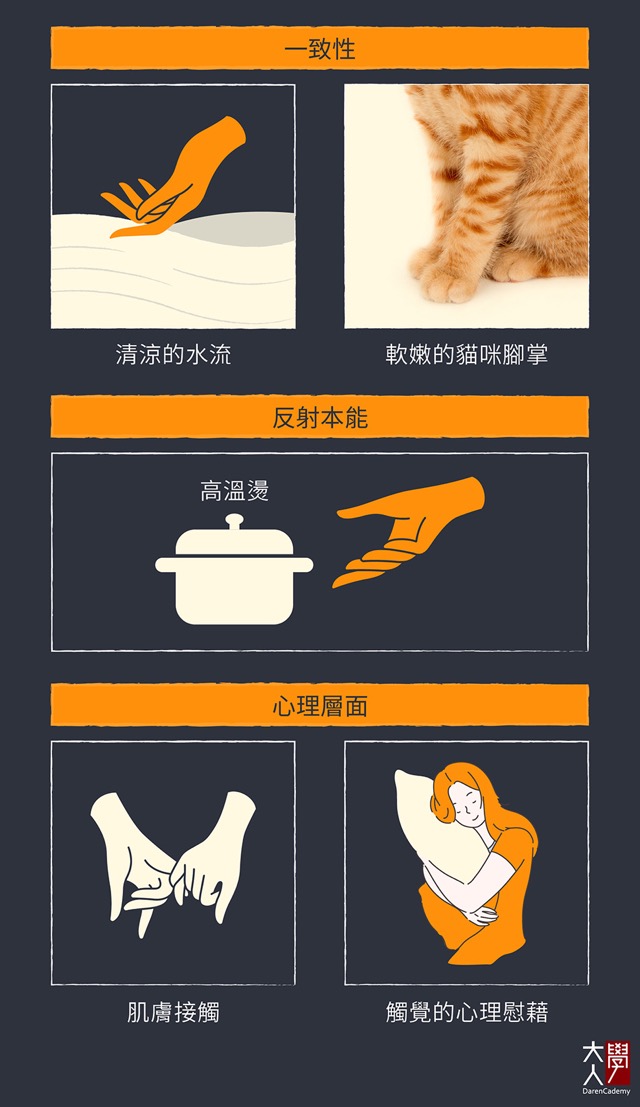 一致性
清涼的水流
軟嫩的貓咪腳掌
反射本能
高溫燙
心理層面
肌膚接觸
觸覺的心理慰藉
大人學
DarenCademy